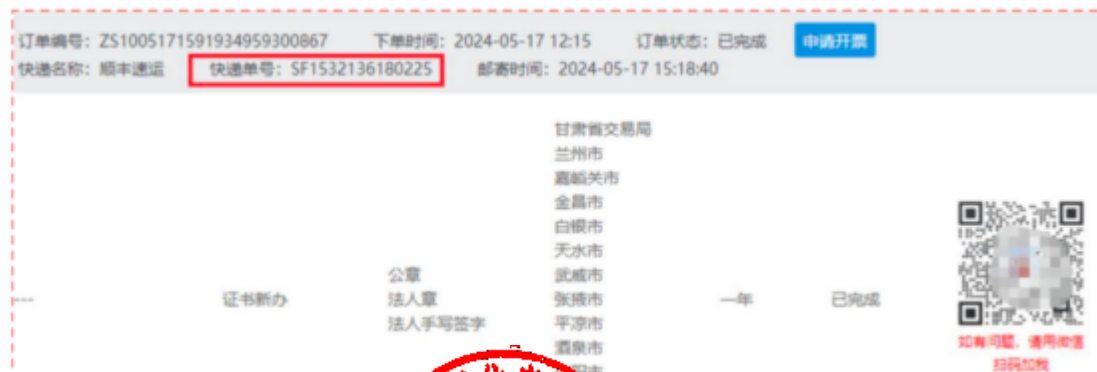 订单编号：ZS10051715919349593​00867 下单时间：2024-05-17 12:15 订单状态：已完成 申请开票
快递名称：顺丰速运 快递单号：SF1532136180225 邮寄时间：2024-05-17 15:18:40
甘肃省交易局
兰州市
嘉峪关市
金昌市
白银市
天水市
公章 武威市
--- 证书新办 法人章 张掖市 一年 已完成
法人手写签字 平凉市
酒泉市
如有问题，请用微信
扫码加我